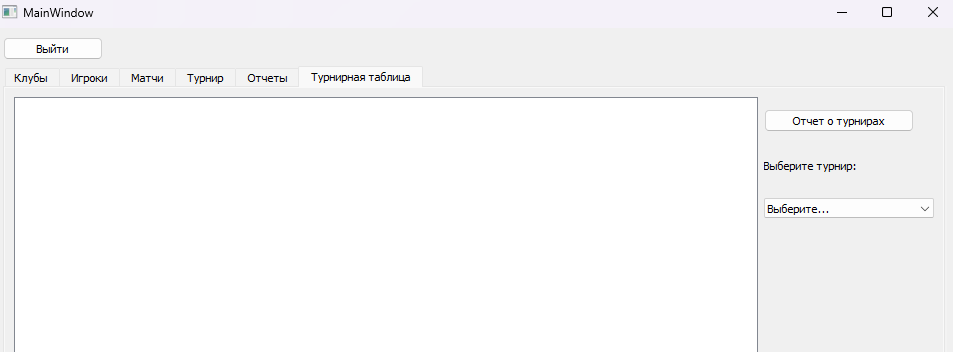 MainWindow
Выйти
Клубы Игроки Матчи Турнир Отчеты Турнирная таблица
Отчет о турнирах
Выберите турнир:
Выберите...